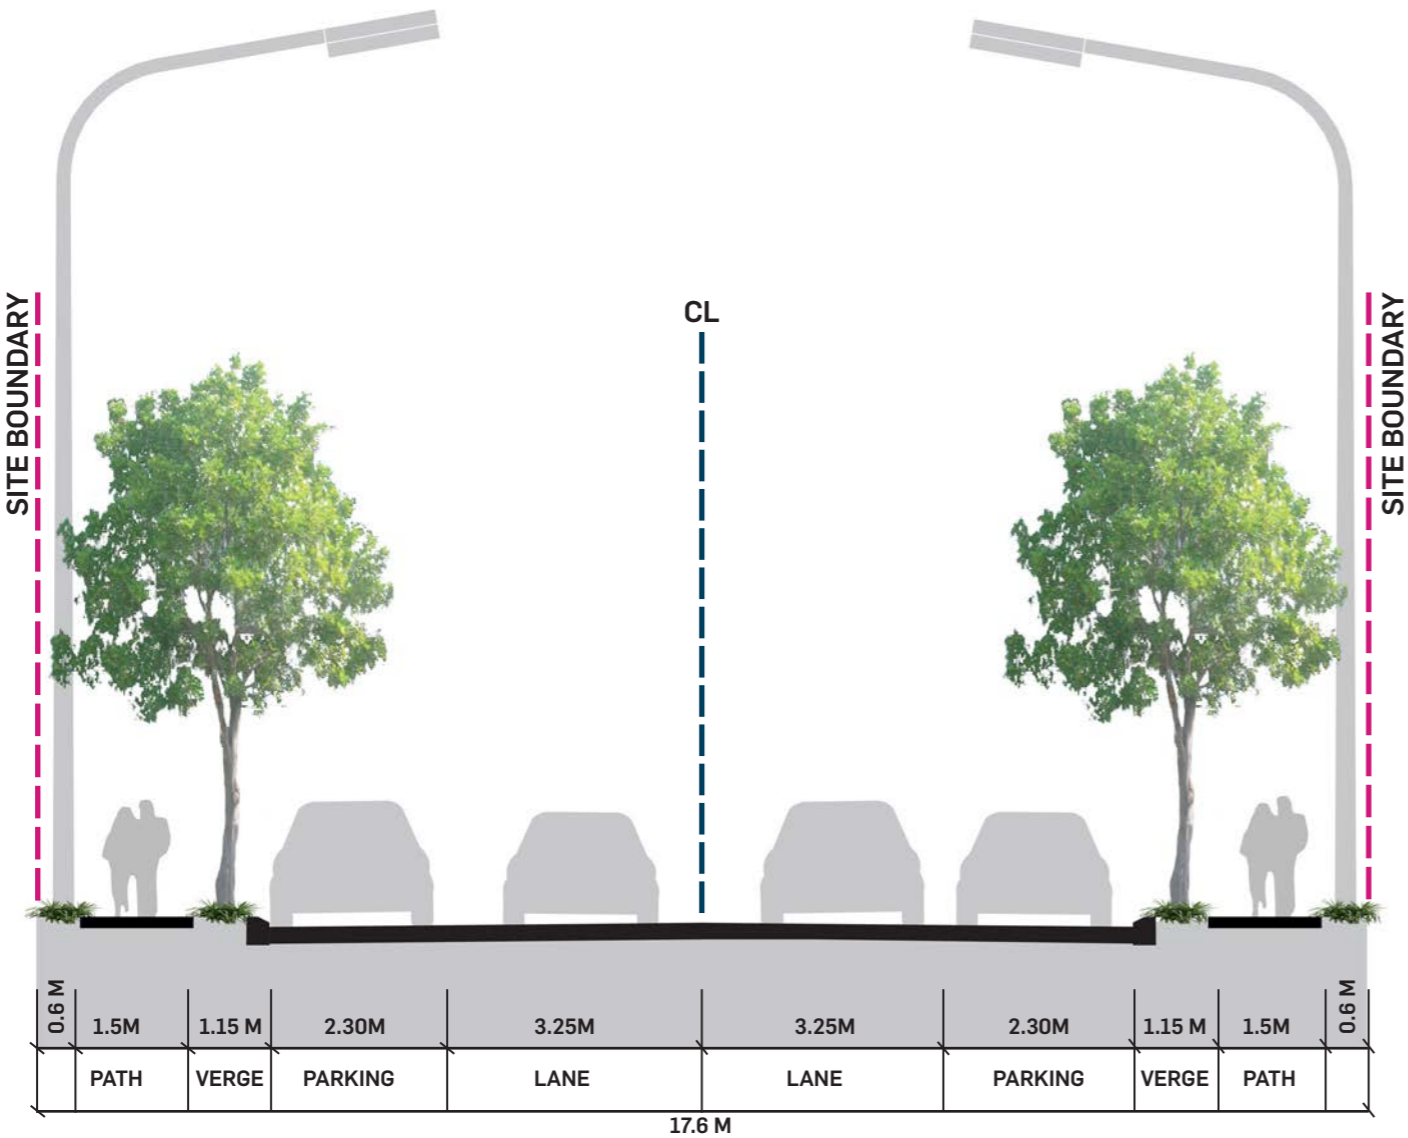 CL
SITE BOUNDARY
SITE BOUNDARY
0.6 M 1.5M 1.15 M 2.30M 3.25M 3.25M 2.30M 1.15 M 1.5M 0.6 M
PATH VERGE PARKING LANE LANE PARKING VERGE PATH
17.6 M